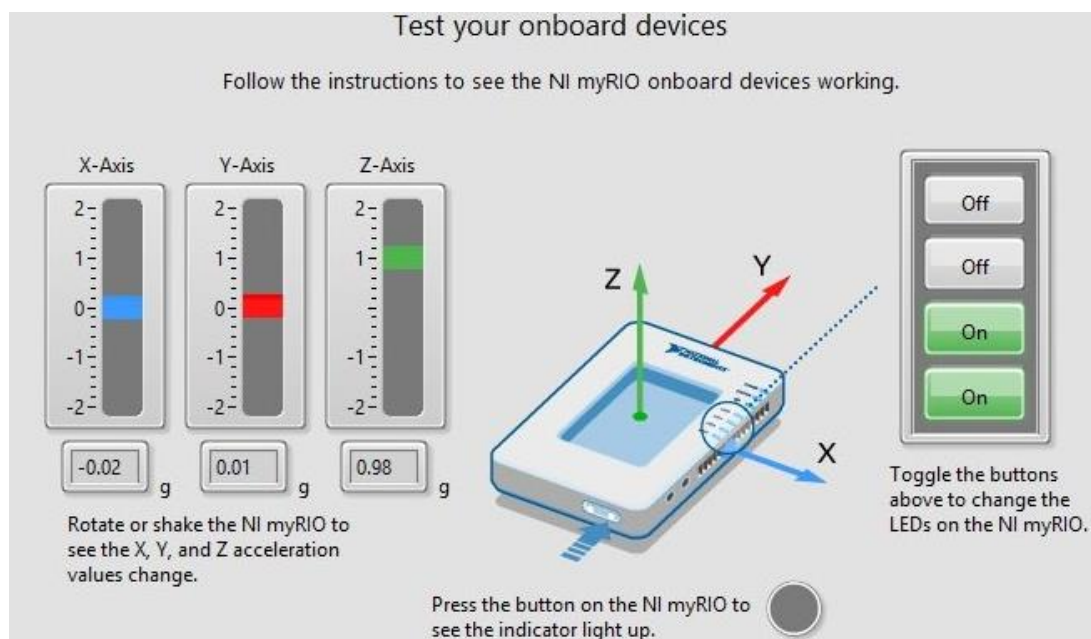 Test your onboard devices
Follow the instructions to see the NI myRIO onboard devices working.
X-Axis
Y-Axis
Z-Axis
2
1
0
-1
-2
2
1
0
-1
-2
2
1
0
-1
-2
-0.02
g
0.01
g
0.98
g
Rotate or shake the NI myRIO to
see the X, Y, and Z acceleration
values change.
Z
Y
X
NATIONAL
INSTRUMENTS
Off
Off
On
On
Toggle the buttons
above to change the
LEDs on the NI myRIO.
Press the button on the NI myRIO to
see the indicator light up.